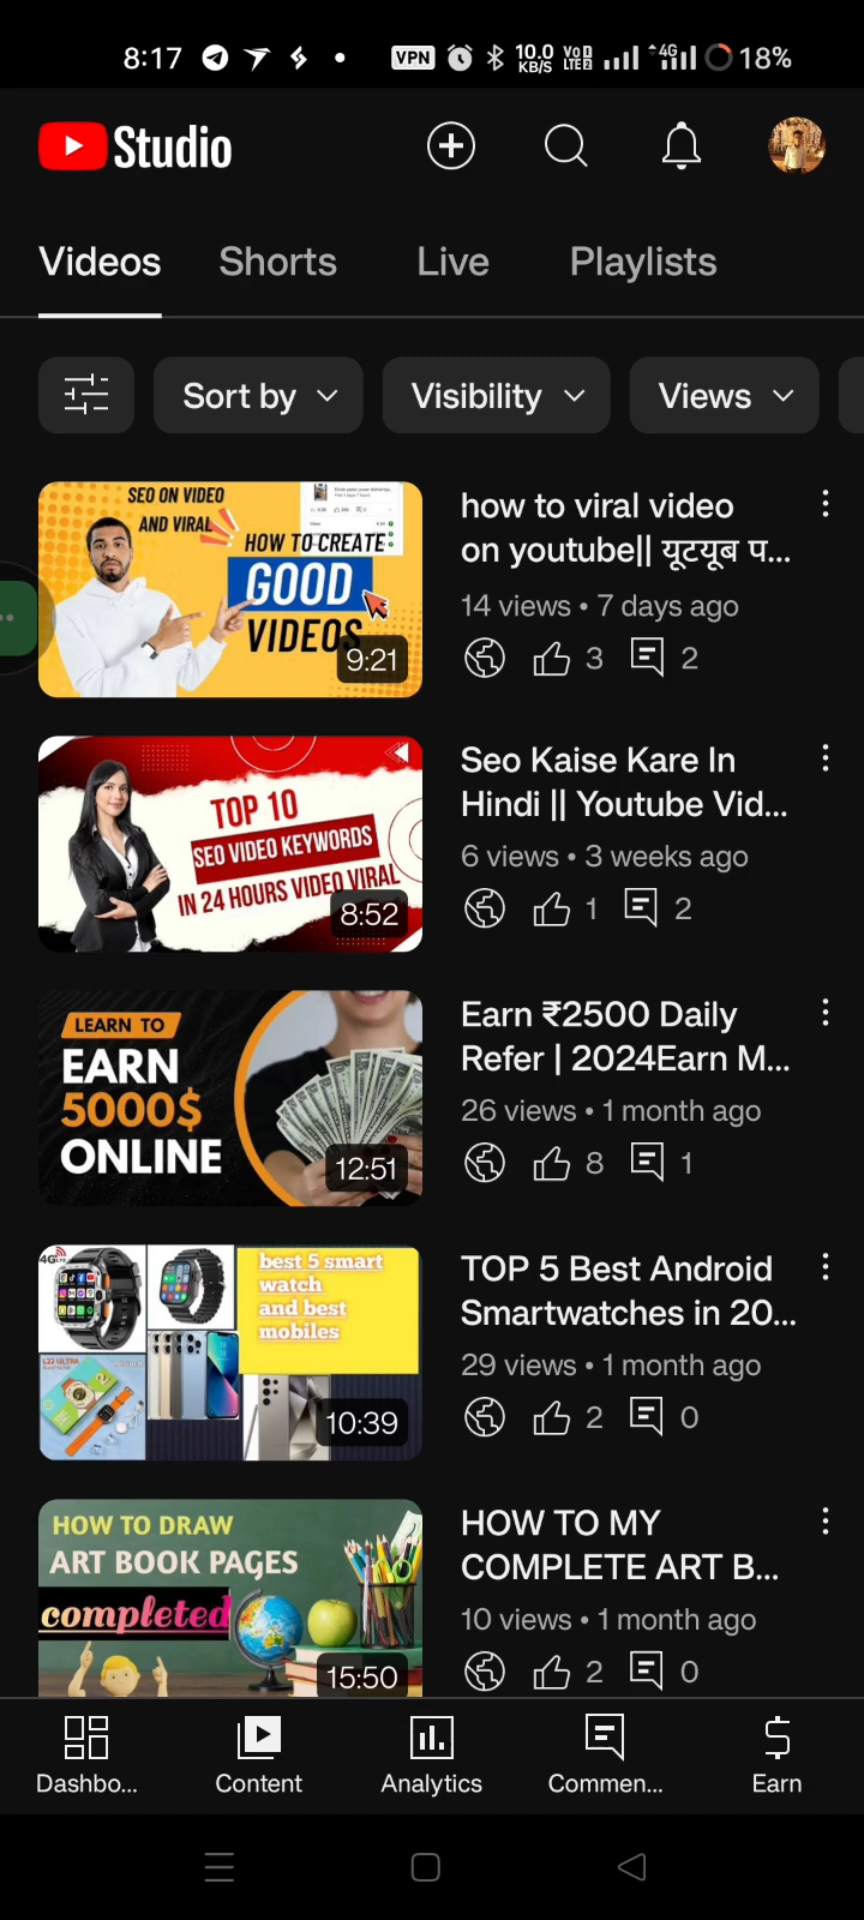 8:17 VPN 10.0 KB/S VoD LTE2 4G 18%
Studio
Videos Shorts Live Playlists
Sort by Visibility Views
SEO ON VIDEO
AND VIRAL
HOW TO CREATE
GOOD
VIDEOS
9:21
how to viral video
on youtube|| यूटयूब प...
14 views • 7 days ago
3 2
TOP 10
SEO VIDEO KEYWORDS
IN 24 HOURS VIDEO VIRAL
8:52
Seo Kaise Kare In
Hindi || Youtube Vid...
6 views • 3 weeks ago
1 2
LEARN TO
EARN
5000$
ONLINE
12:51
Earn ₹2500 Daily
Refer | 2024Earn M...
26 views • 1 month ago
8 1
4G LTE
best 5 smart
watch
and best
mobiles
L22 ULTRA
10:39
TOP 5 Best Android
Smartwatches in 20...
29 views • 1 month ago
2 0
HOW TO DRAW
ART BOOK PAGES
completed
15:50
HOW TO MY
COMPLETE ART B...
10 views • 1 month ago
2 0
Dashbo... Content Analytics Commen... Earn